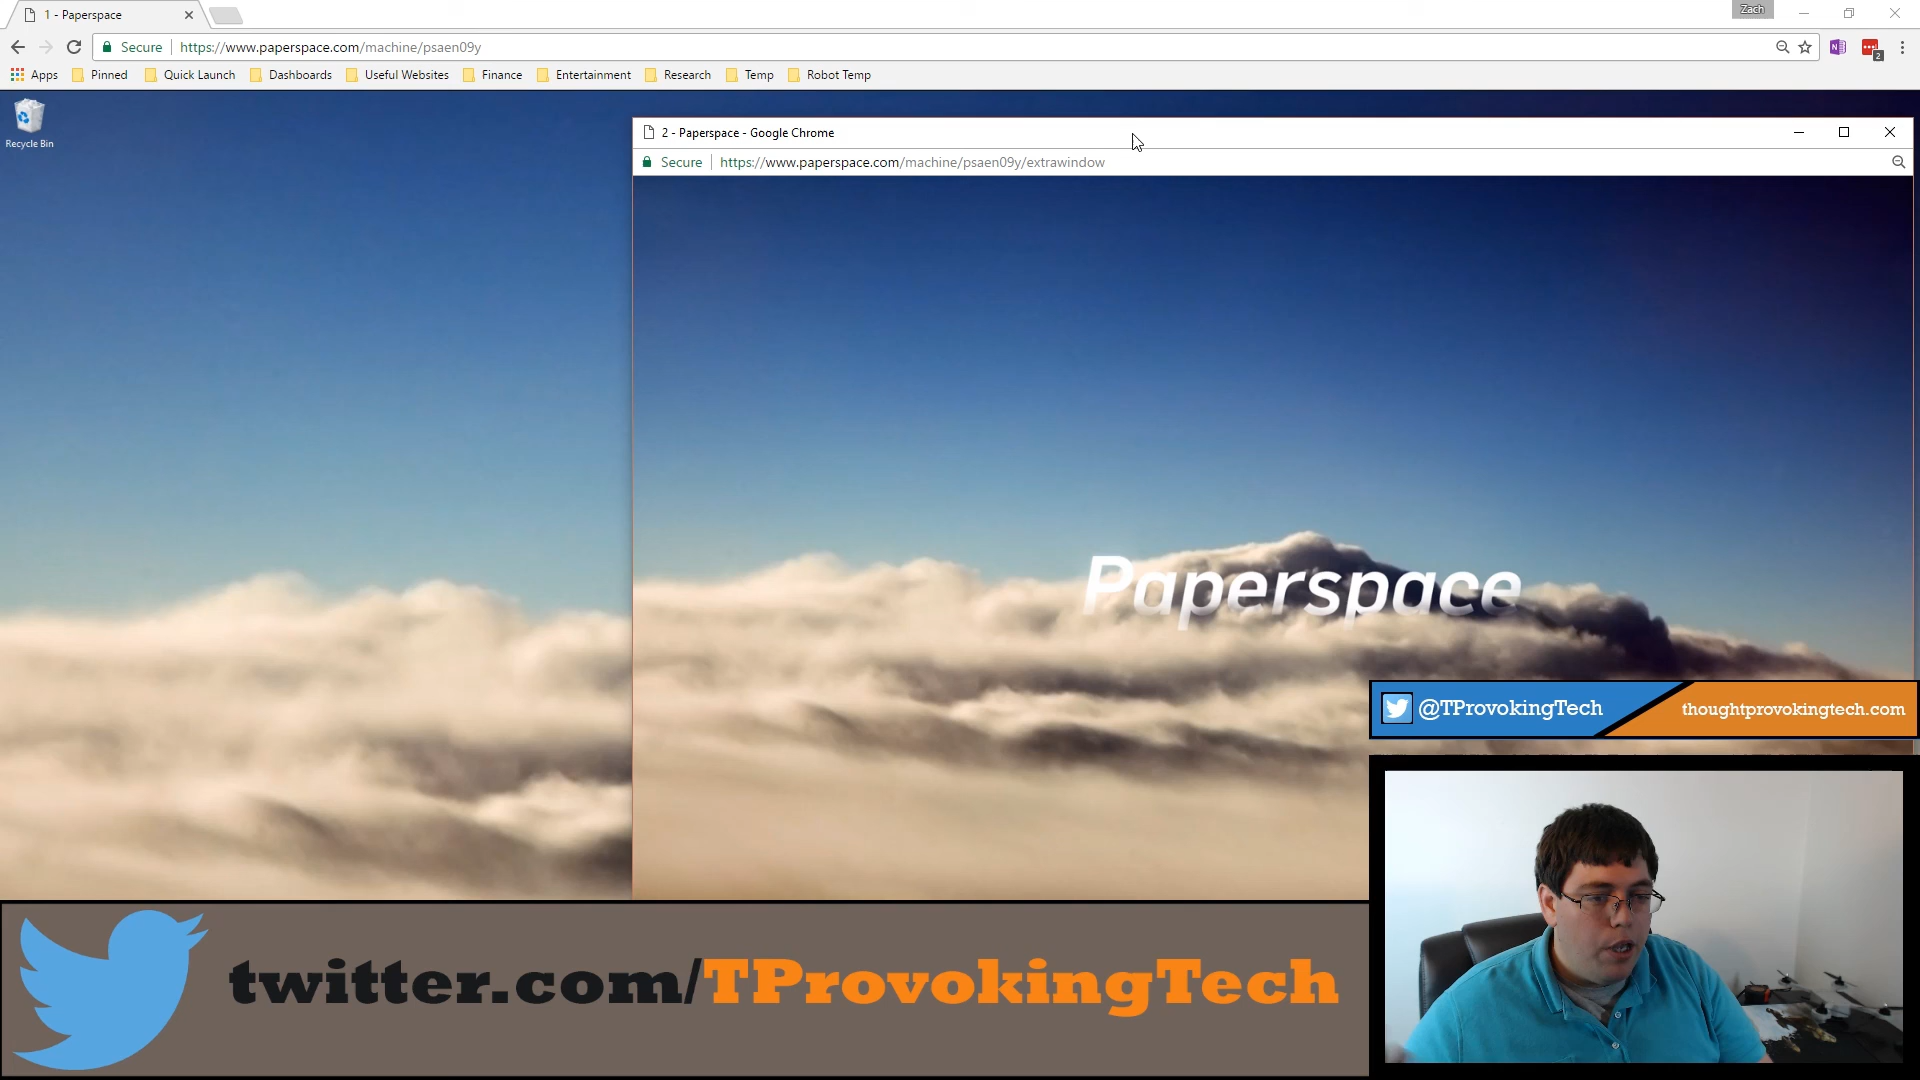 1 - Paperspace
Zach
Secure
https://www.paperspace.com/machine/psaen09y
2
Apps
Pinned
Quick Launch
Dashboards
Useful Websites
Finance
Entertainment
Research
Temp
Robot Temp
Recycle Bin
2 - Paperspace - Google Chrome
Secure
https://www.paperspace.com/machine/psaen09y/extrawindow
Paperspace
@TProvokingTech
thoughtprovokingtech.com
twitter.com/TProvokingTech